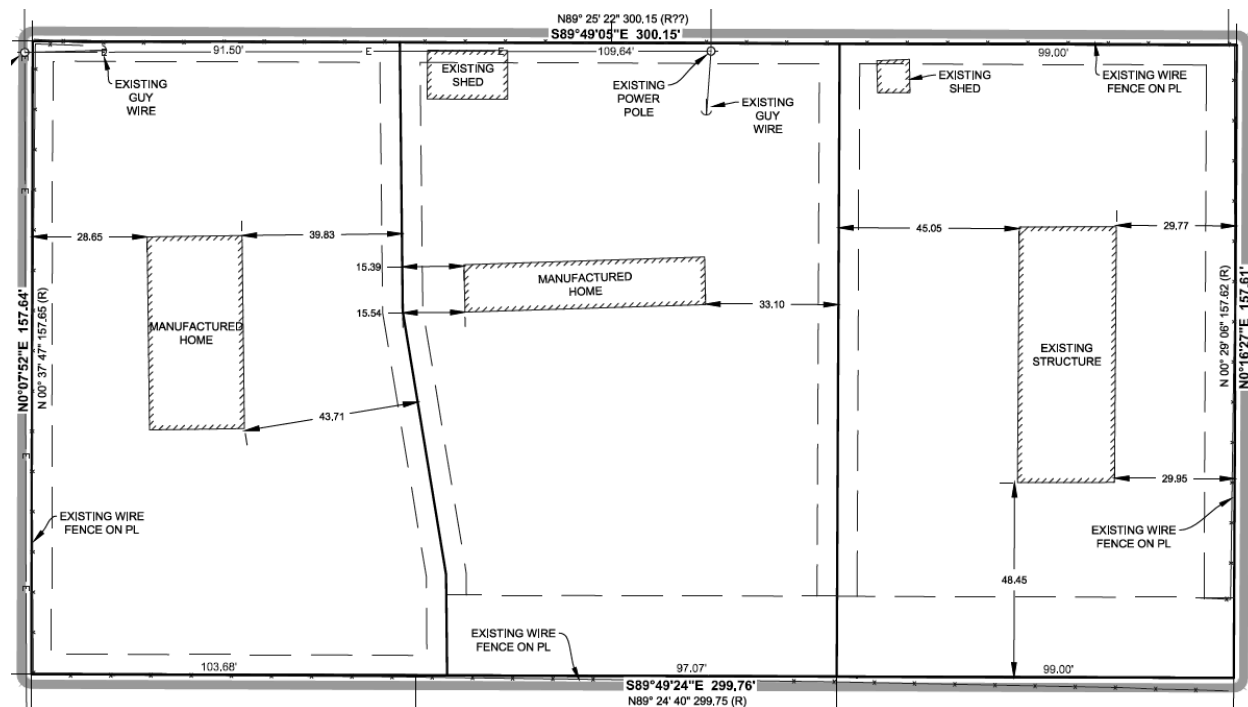 N89° 25' 22" 300.15 (R??)
S89°49'05"E 300.15'
91.50'
E
E
109.64'
99.00'
EXISTING
GUY
WIRE
EXISTING
SHED
EXISTING
POWER
POLE
EXISTING
GUY
WIRE
EXISTING
SHED
EXISTING WIRE
FENCE ON PL
28.65
39.83
15.39
MANUFACTURED
HOME
15.54
33.10
45.05
29.77
MANUFACTURED
HOME
43.71
EXISTING
STRUCTURE
N0°07'52"E 157.64'
N 00° 37' 47" 157.65 (R)
N 00° 29' 06" 157.62 (R)
N0°16'27"E 157.61'
29.95
EXISTING WIRE
FENCE ON PL
EXISTING WIRE
FENCE ON PL
48.45
EXISTING WIRE
FENCE ON PL
103.68'
97.07'
99.00'
S89°49'24"E 299.76'
N89° 24' 40" 299.75 (R)